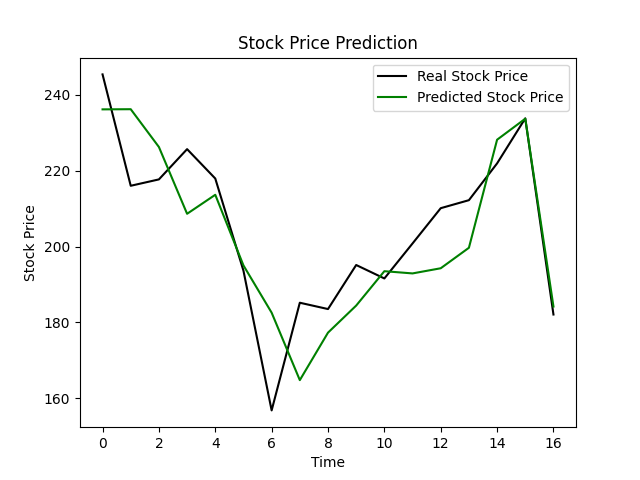 Stock Price Prediction
Real Stock Price
Predicted Stock Price
Stock Price
240
220
200
180
160
0 2 4 6 8 10 12 14 16
Time